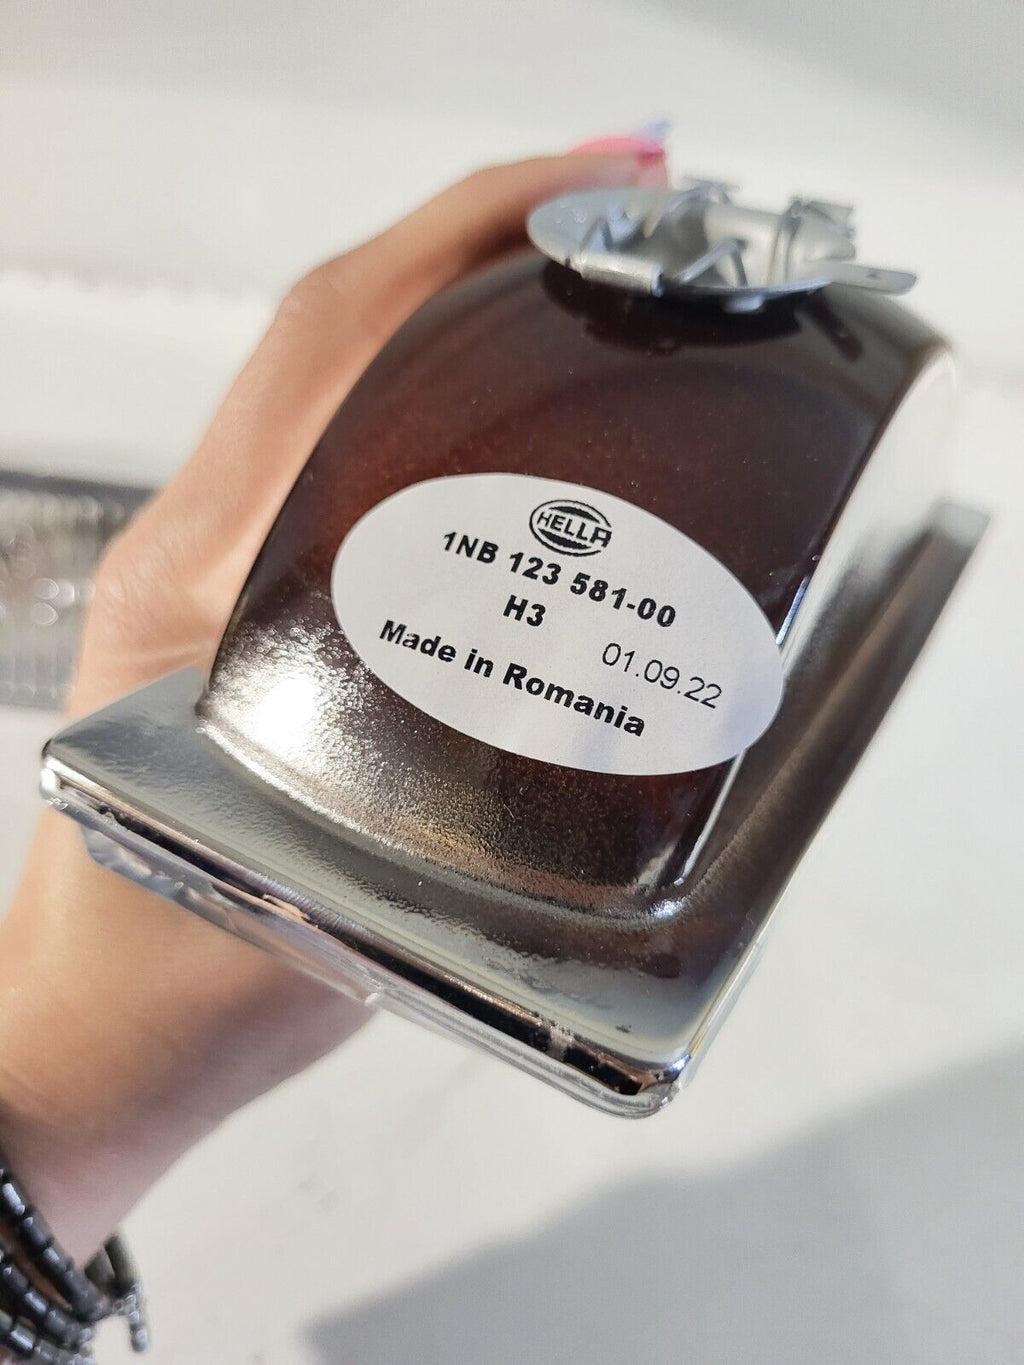 HELLA
1NB 123 581-00
H3
01.09.22
Made in Romania